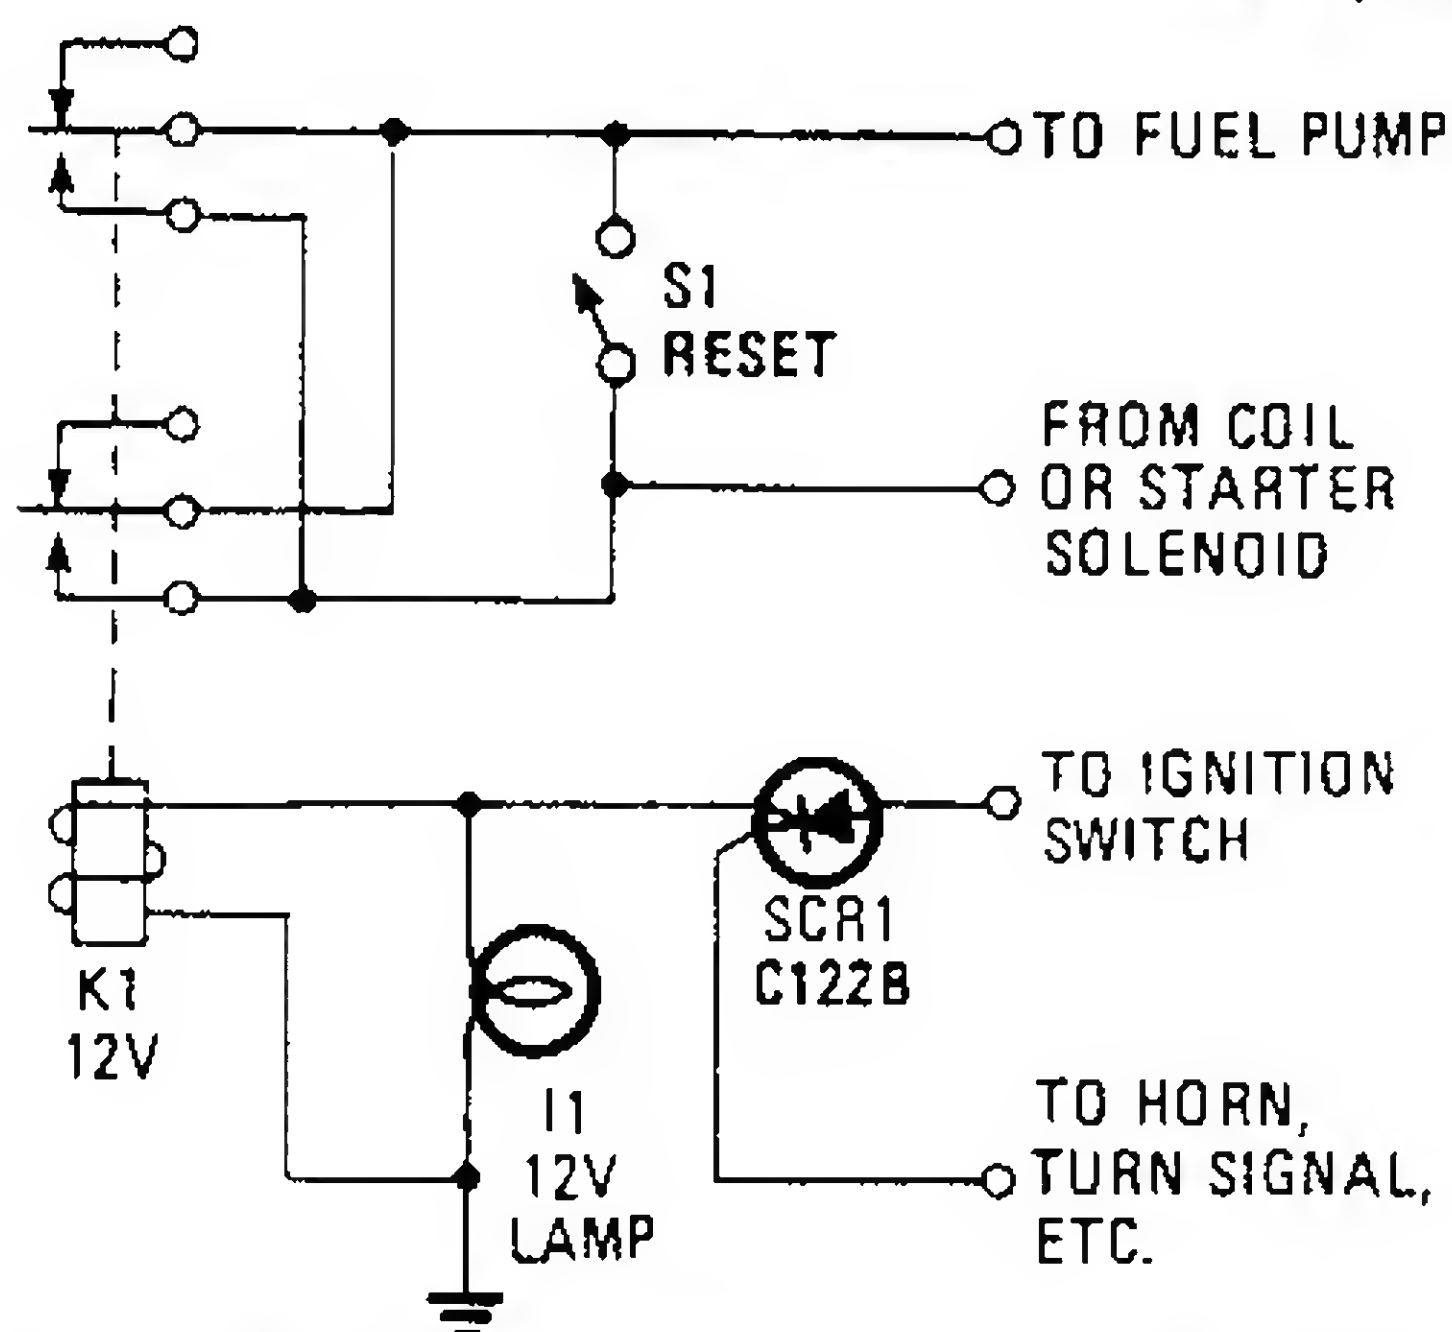 TO FUEL PUMP
S1
RESET
FROM COIL
OR STARTER
SOLENOID
TO IGNITION
SWITCH
SCR1
C122B
K1
12V
I1
12V
LAMP
TO HORN,
TURN SIGNAL,
ETC.